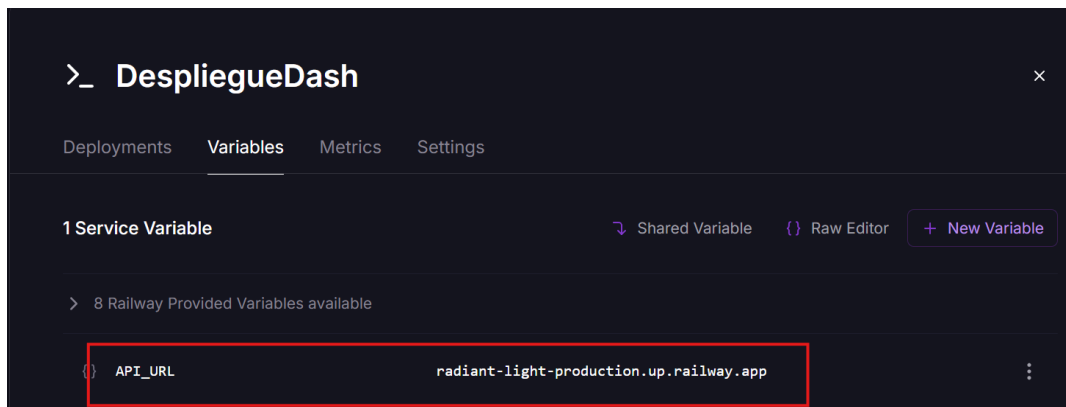 >_ DespliegueDash ×
Deployments Variables Metrics Settings
1 Service Variable Shared Variable {} Raw Editor + New Variable
> 8 Railway Provided Variables available
{} API_URL radiant-light-production.up.railway.app